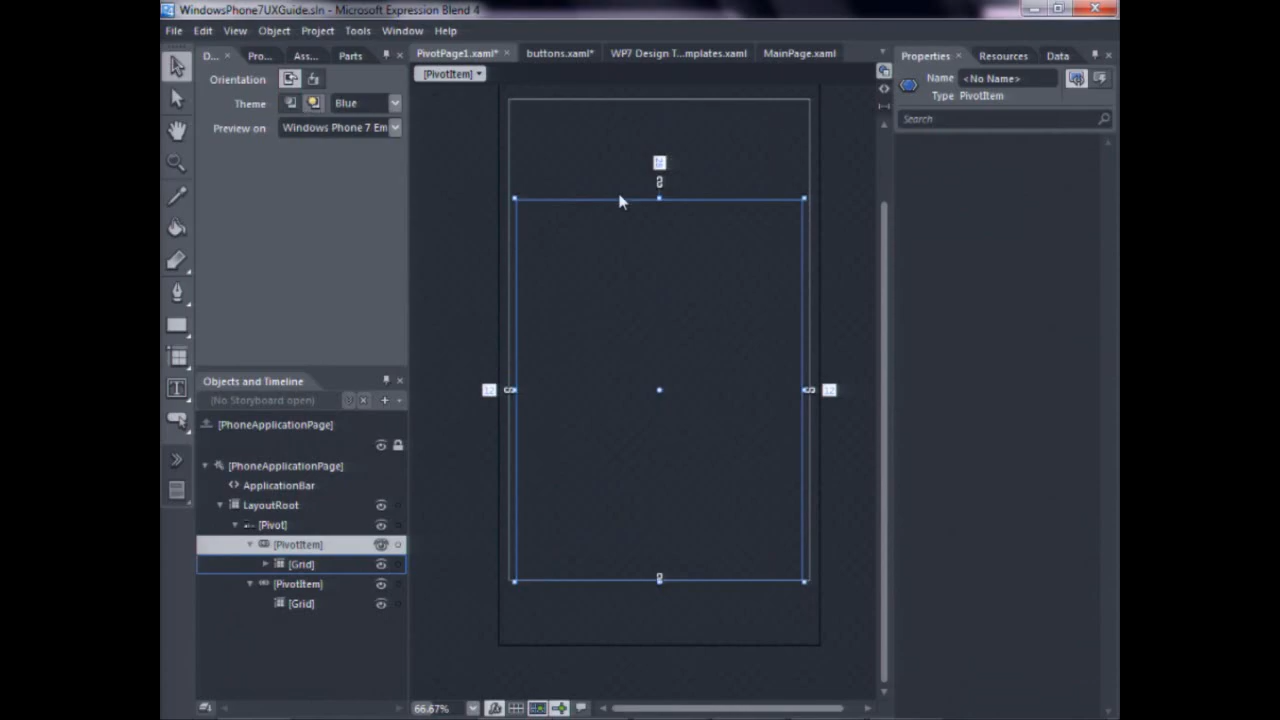 WindowsPhone7UXGuide.sln - Microsoft Expression Blend 4
File Edit View Object Project Tools Window Help
D... Pro... Ass... Parts
PivotPage1.xaml* buttons.xaml* WP7 Design T...mplates.xaml MainPage.xaml
Properties Resources Data
[PivotItem]
Orientation
Theme Blue
Preview on Windows Phone 7 Em
Name <No Name>
Type PivotItem
Search
12 12
Objects and Timeline
(No Storyboard open)
[PhoneApplicationPage]
[PhoneApplicationPage]
ApplicationBar
LayoutRoot
[Pivot]
[PivotItem]
[Grid]
[PivotItem]
[Grid]
66.67%